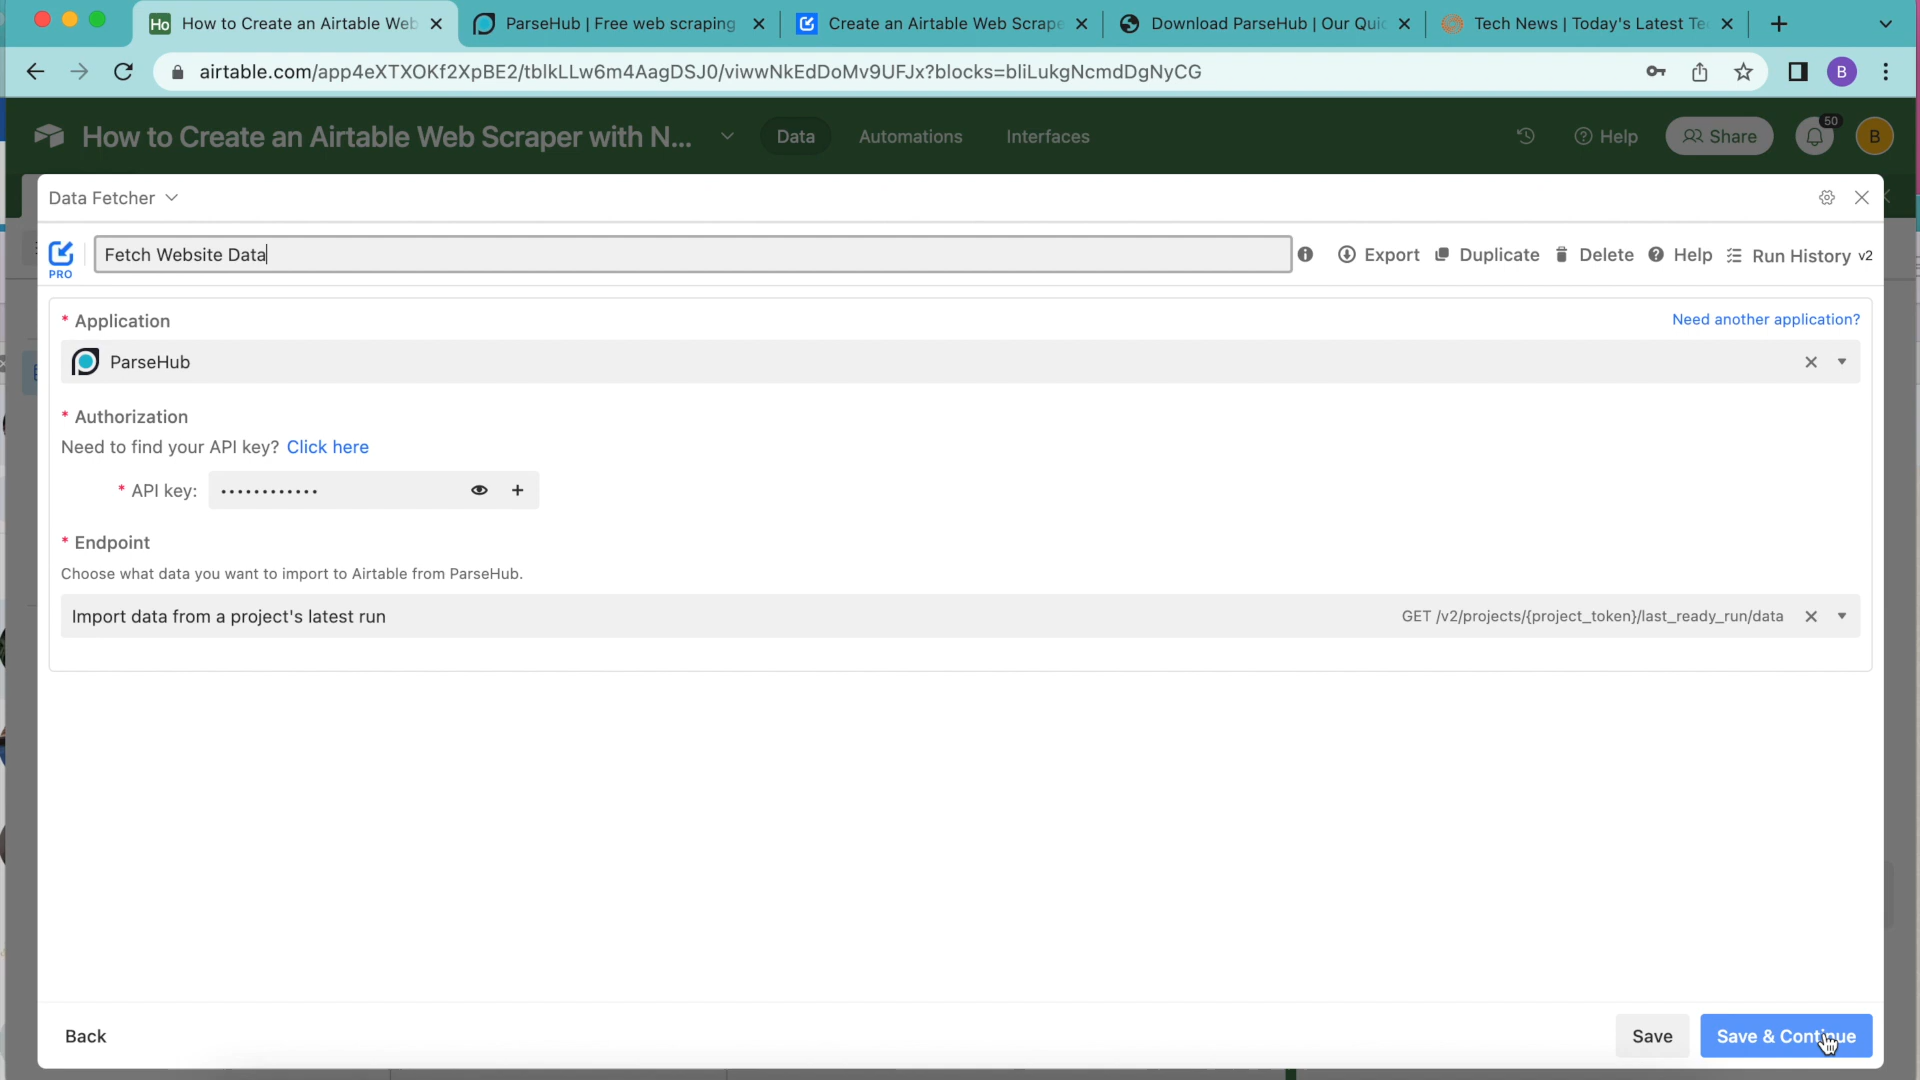 Ho How to Create an Airtable Web
ParseHub | Free web scraping
Create an Airtable Web Scrape
Download ParseHub | Our Quic
Tech News | Today's Latest Te
airtable.com/app4eXTXOKf2XpBE2/tblkLLw6m4AagDSJ0/viwwNkEdDoMv9UFJx?blocks=bliLukgNcmdDgNyCG
B
How to Create an Airtable Web Scraper with N...
Data
Automations
Interfaces
Help
Share
50
B
Data Fetcher
PRO
Fetch Website Data
Export
Duplicate
Delete
Help
Run History v2
* Application
Need another application?
ParseHub
* Authorization
Need to find your API key? Click here
* API key: ••••••••••••
* Endpoint
Choose what data you want to import to Airtable from ParseHub.
Import data from a project's latest run
GET /v2/projects/{project_token}/last_ready_run/data
Back
Save
Save & Continue